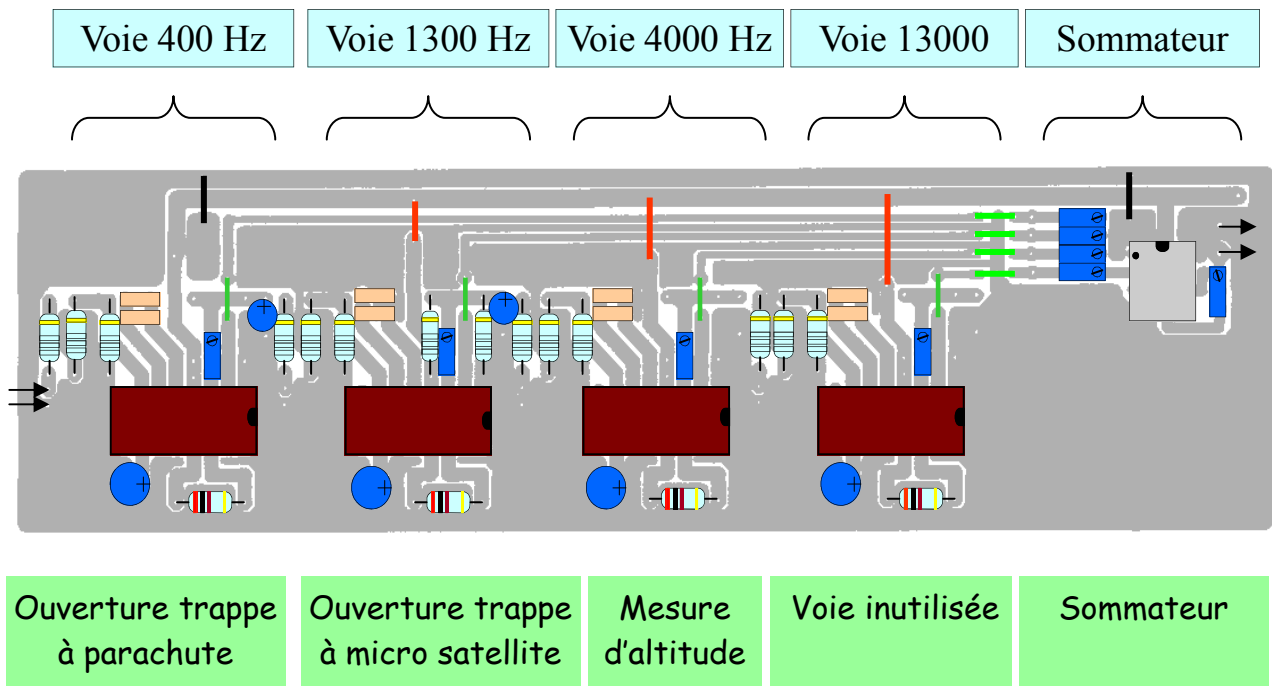 Voie 400 Hz
Voie 1300 Hz
Voie 4000 Hz
Voie 13000
Sommateur
Ouverture trappe
à parachute
Ouverture trappe
à micro satellite
Mesure
d'altitude
Voie inutilisée
Sommateur